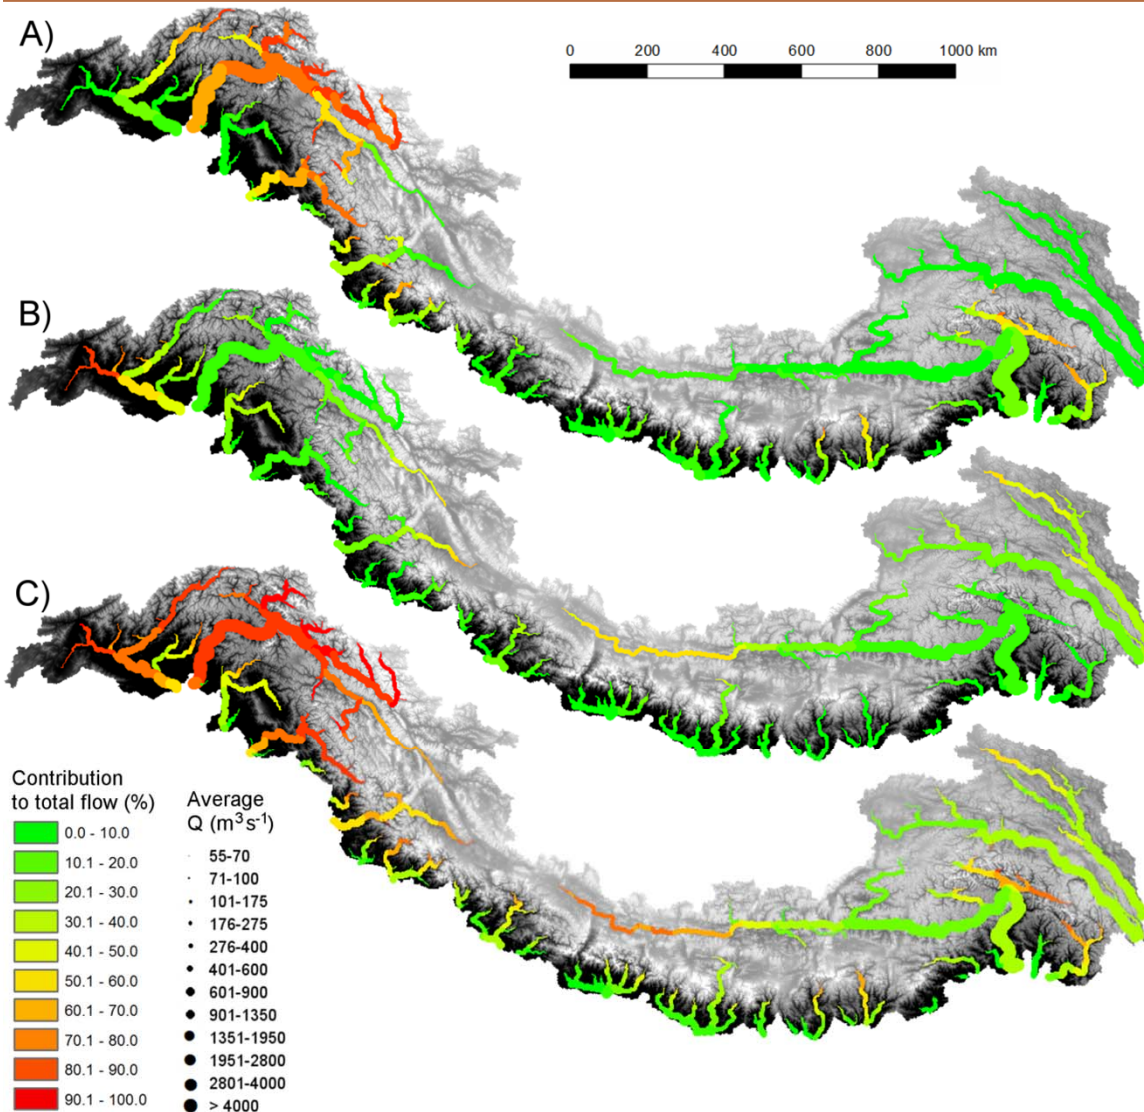 A)
0 200 400 600 800 1000 km
B)
C)
Contribution
to total flow (%)
0.0 - 10.0
10.1 - 20.0
20.1 - 30.0
30.1 - 40.0
40.1 - 50.0
50.1 - 60.0
60.1 - 70.0
70.1 - 80.0
80.1 - 90.0
90.1 - 100.0
Average
Q (m³s⁻¹)
55-70
71-100
101-175
176-275
276-400
401-600
601-900
901-1350
1351-1950
1951-2800
2801-4000
> 4000